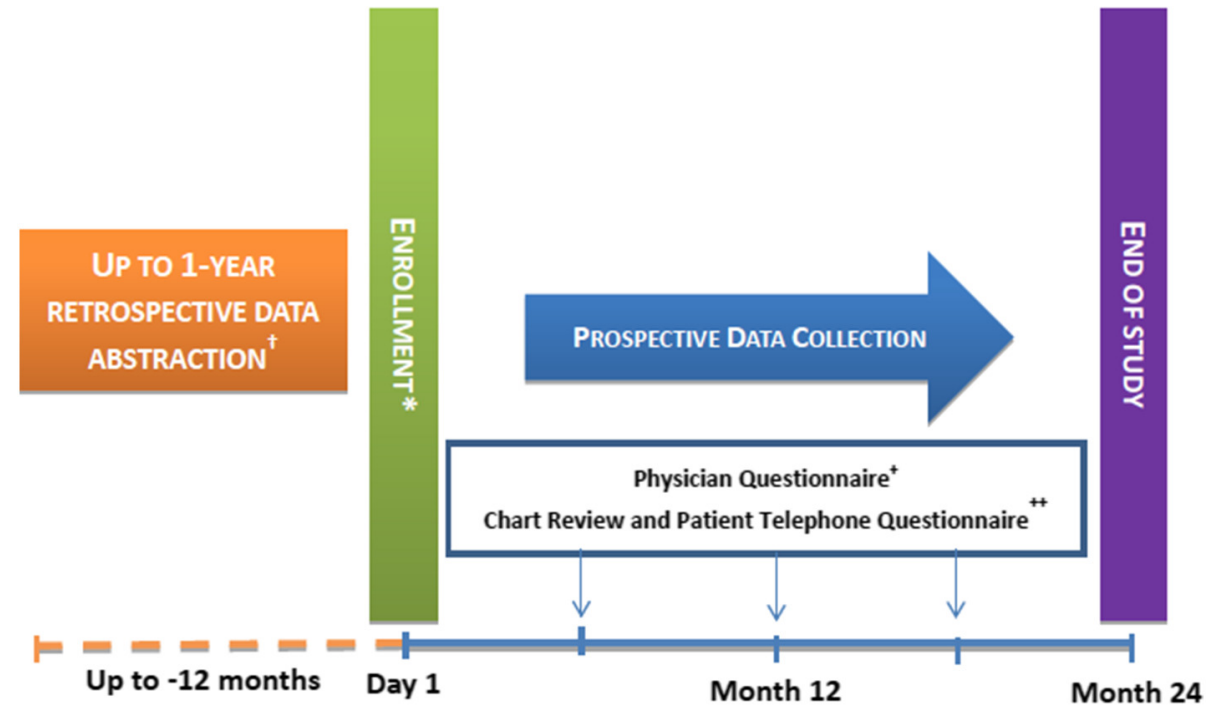 UP TO 1-YEAR
RETROSPECTIVE DATA
ABSTRACTION†
ENROLLMENT*
PROSPECTIVE DATA COLLECTION
END OF STUDY
Physician Questionnaire+
Chart Review and Patient Telephone Questionnaire++
Up to -12 months
Day 1
Month 12
Month 24